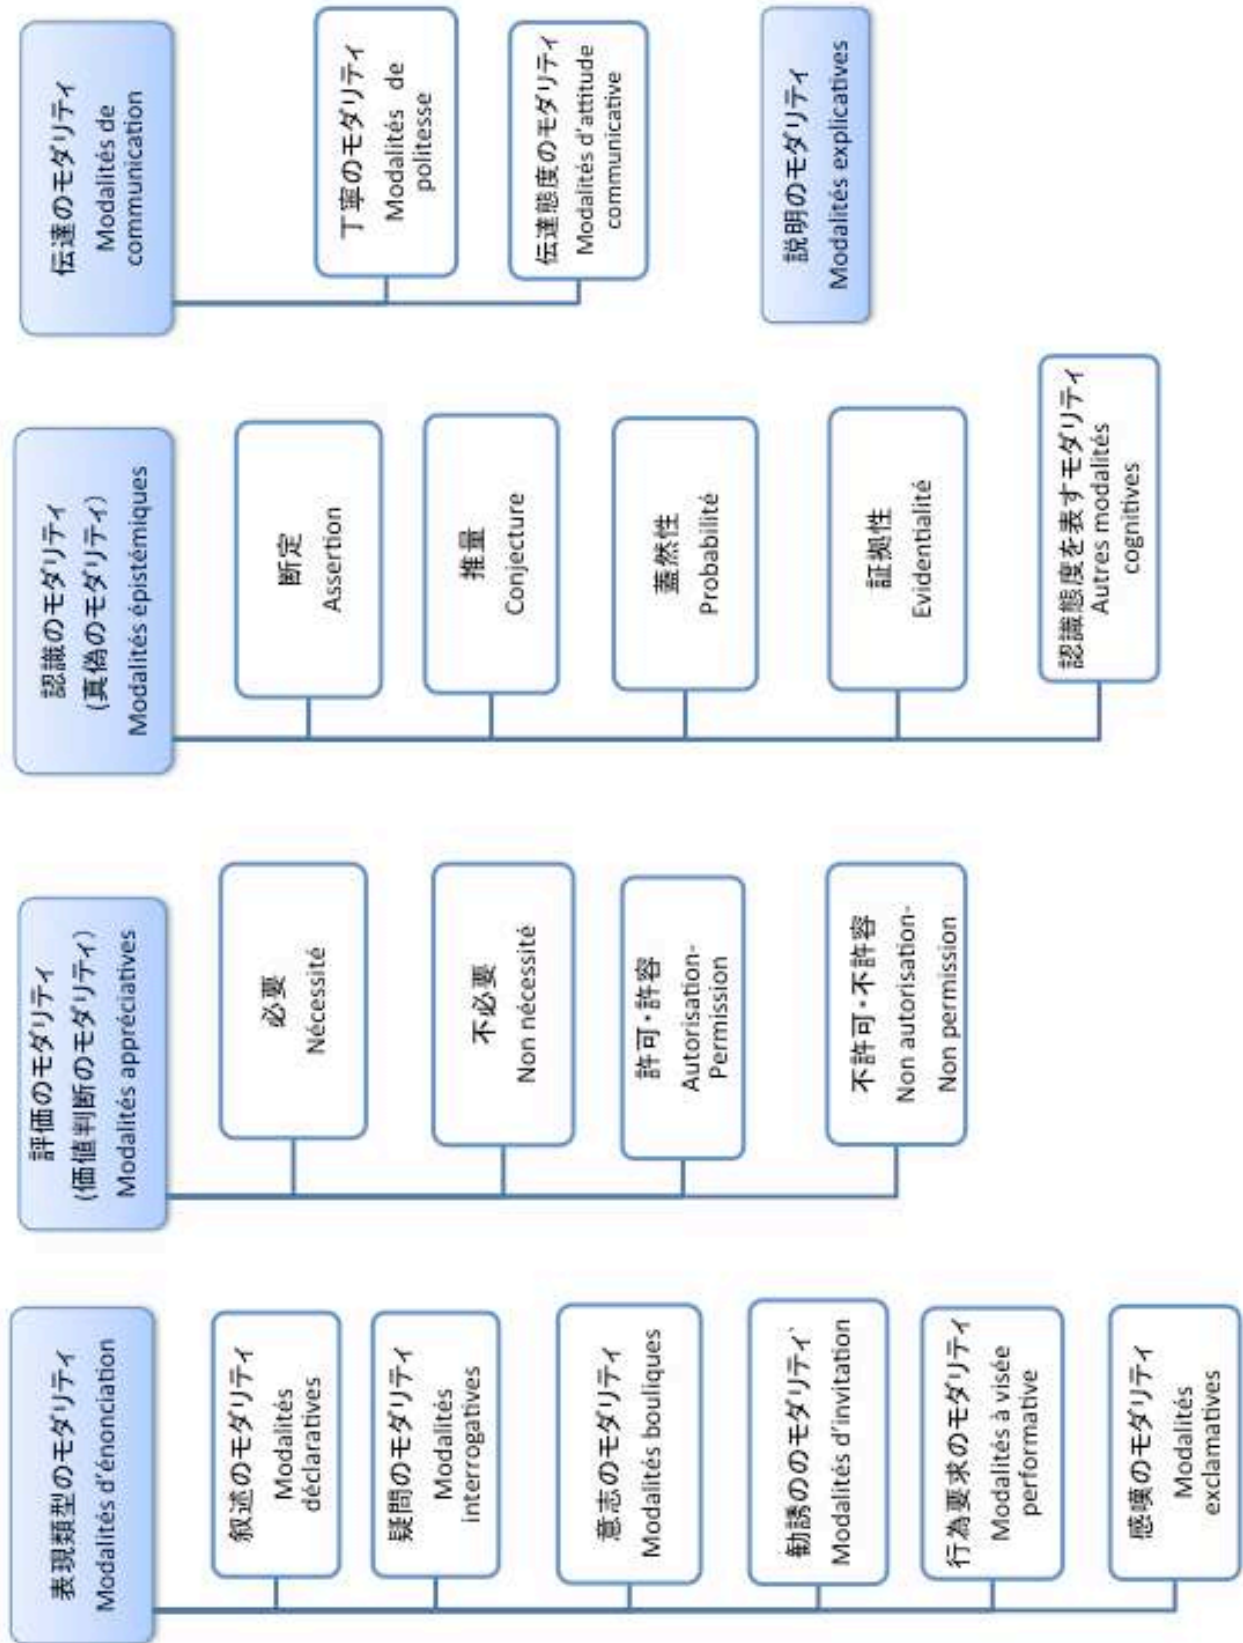 表現類型のモダリティ
Modalités d'énonciation
叙述のモダリティ
Modalités
déclaratives
疑問のモダリティ
Modalités
interrogatives
意志のモダリティ
Modalités bouliques
勧誘ののモダリティ`
Modalités d'invitation
行為要求のモダリティ
Modalités à visée
performative
感嘆のモダリティ
Modalités
exclamatives
評価のモダリティ
(価値判断のモダリティ)
Modalités appréciatives
必要
Nécessité
不必要
Non nécessité
許可・許容
Autorisation-
Permission
不許可・不許容
Non autorisation-
Non permission
認識のモダリティ
(真偽のモダリティ)
Modalités épistémiques
断定
Assertion
推量
Conjecture
蓋然性
Probabilité
証拠性
Evidentialité
認識態度を表すモダリティ
Autres modalités
cognitives
伝達のモダリティ
Modalités de
communication
丁寧のモダリティ
Modalités de
politesse
伝達態度のモダリティ
Modalités d'attitude
communicative
説明のモダリティ
Modalités explicatives